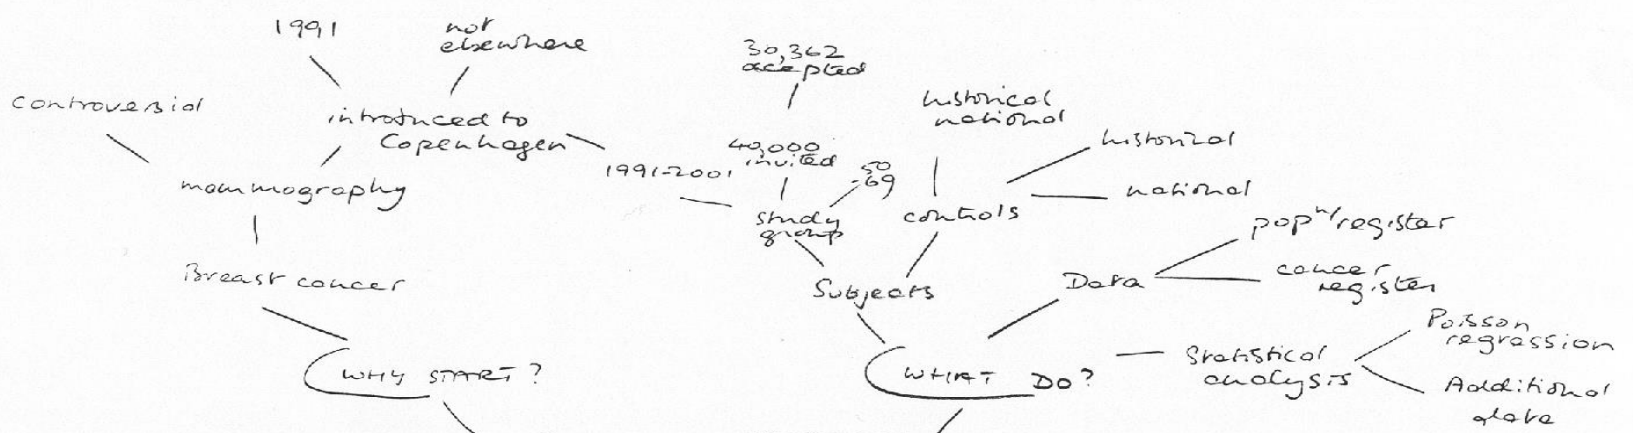 1991
not
elsewhere
controversial
introduced to
Copenhagen
mammography
Breast cancer
WHY START?
1991-2001
30,362
accepted
40,000
invited
50
-69
study
group
historical
national
historical
national
controls
Subjects
Data
popⁿ/register
cancer
register
WHAT DO?
Statistical
analysis
Poisson
regression
Additional
data